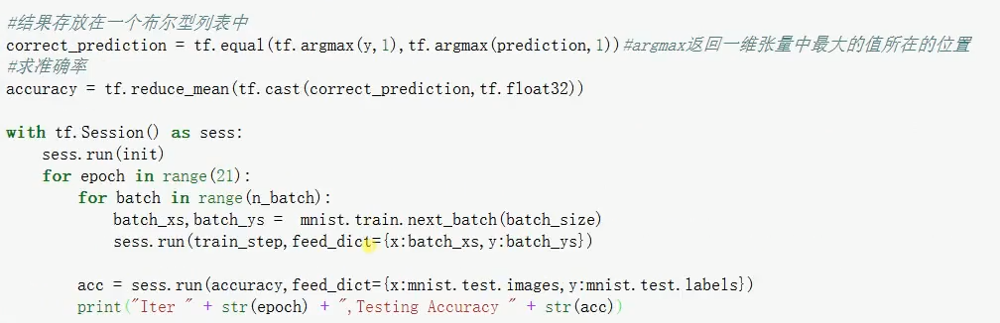 #结果存放在一个布尔型列表中
correct_prediction = tf.equal(tf.argmax(y,1),tf.argmax(prediction,1))#argmax返回一维张量中最大的值所在的位置
#求准确率
accuracy = tf.reduce_mean(tf.cast(correct_prediction,tf.float32))
with tf.Session() as sess:
    sess.run(init)
    for epoch in range(21):
        for batch in range(n_batch):
            batch_xs,batch_ys =  mnist.train.next_batch(batch_size)
            sess.run(train_step,feed_dict={x:batch_xs,y:batch_ys})
        acc = sess.run(accuracy,feed_dict={x:mnist.test.images,y:mnist.test.labels})
        print("Iter " + str(epoch) + ",Testing Accuracy " + str(acc))